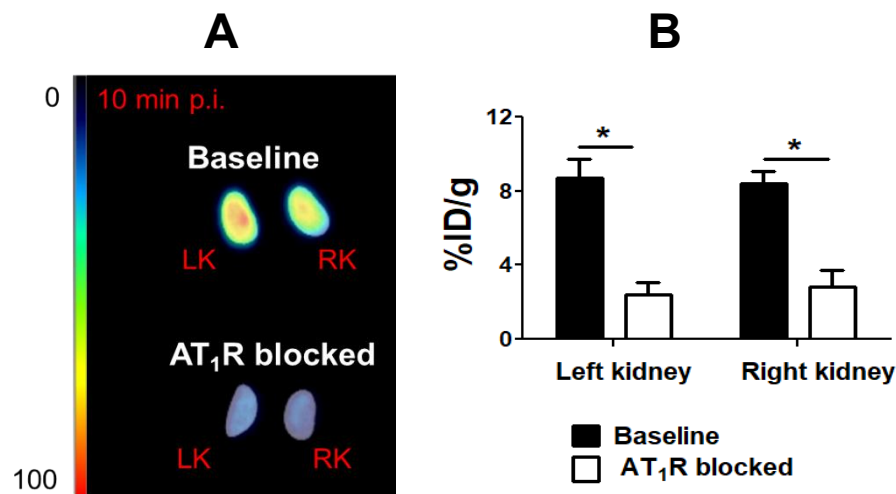 A
0
10 min p.i.
Baseline
LK RK
AT₁R blocked
LK RK
100
B
%ID/g
12
8
4
0
* *
Left kidney Right kidney
Baseline
AT₁R blocked